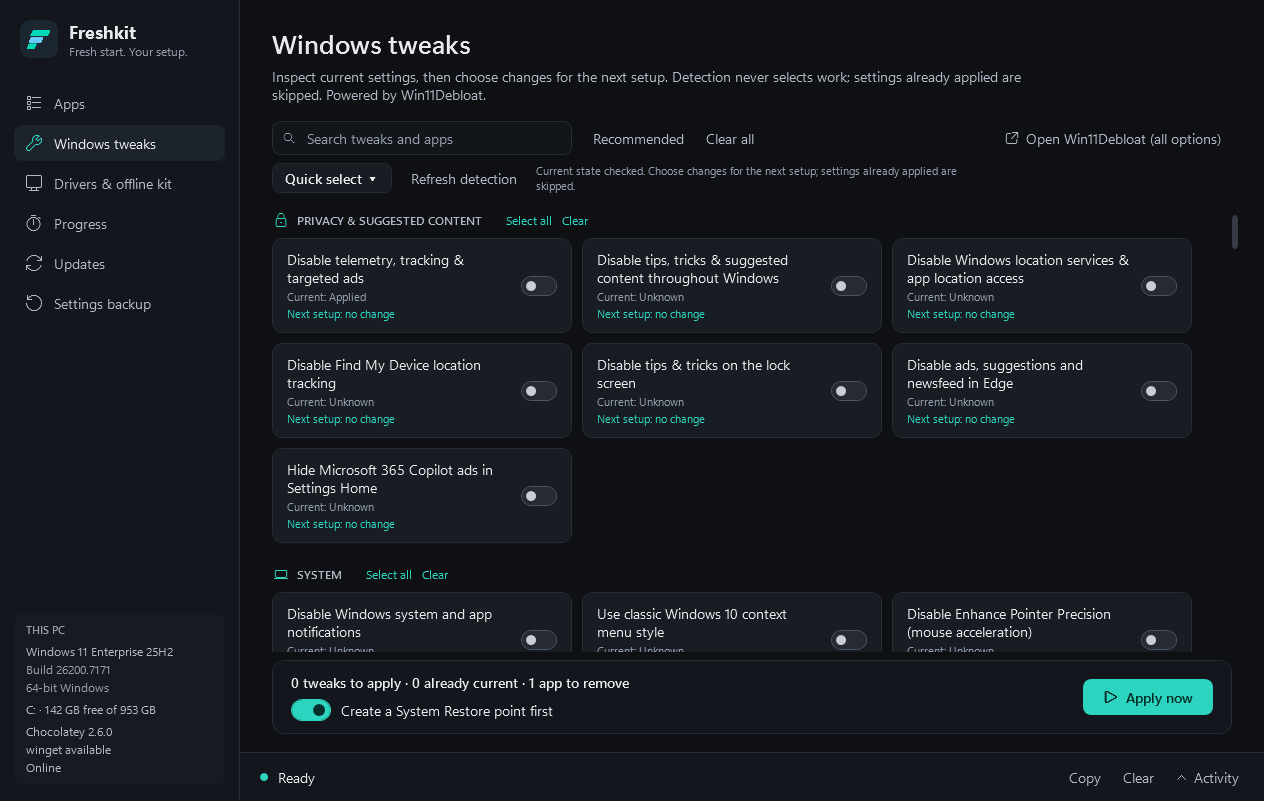 Freshkit
Fresh start. Your setup.
Apps
Windows tweaks
Drivers & offline kit
Progress
Updates
Settings backup
THIS PC
Windows 11 Enterprise 25H2
Build 26200.7171
64-bit Windows
C: · 142 GB free of 953 GB
Chocolatey 2.6.0
winget available
Online
Windows tweaks
Inspect current settings, then choose changes for the next setup. Detection never selects work; settings already applied are
skipped. Powered by Win11Debloat.
Search tweaks and apps
Recommended
Clear all
Open Win11Debloat (all options)
Quick select
Refresh detection
Current state checked. Choose changes for the next setup; settings already applied are
skipped.
PRIVACY & SUGGESTED CONTENT
Select all
Clear
Disable telemetry, tracking &
targeted ads
Current: Applied
Next setup: no change
Disable tips, tricks & suggested
content throughout Windows
Current: Unknown
Next setup: no change
Disable Windows location services &
app location access
Current: Unknown
Next setup: no change
Disable Find My Device location
tracking
Current: Unknown
Next setup: no change
Disable tips & tricks on the lock
screen
Current: Unknown
Next setup: no change
Disable ads, suggestions and
newsfeed in Edge
Current: Unknown
Next setup: no change
Hide Microsoft 365 Copilot ads in
Settings Home
Current: Unknown
Next setup: no change
SYSTEM
Select all
Clear
Disable Windows system and app
notifications
Current: Unknown
Use classic Windows 10 context
menu style
Current: Unknown
Disable Enhance Pointer Precision
(mouse acceleration)
Current: Unknown
0 tweaks to apply · 0 already current · 1 app to remove
Create a System Restore point first
Apply now
Ready
Copy
Clear
Activity